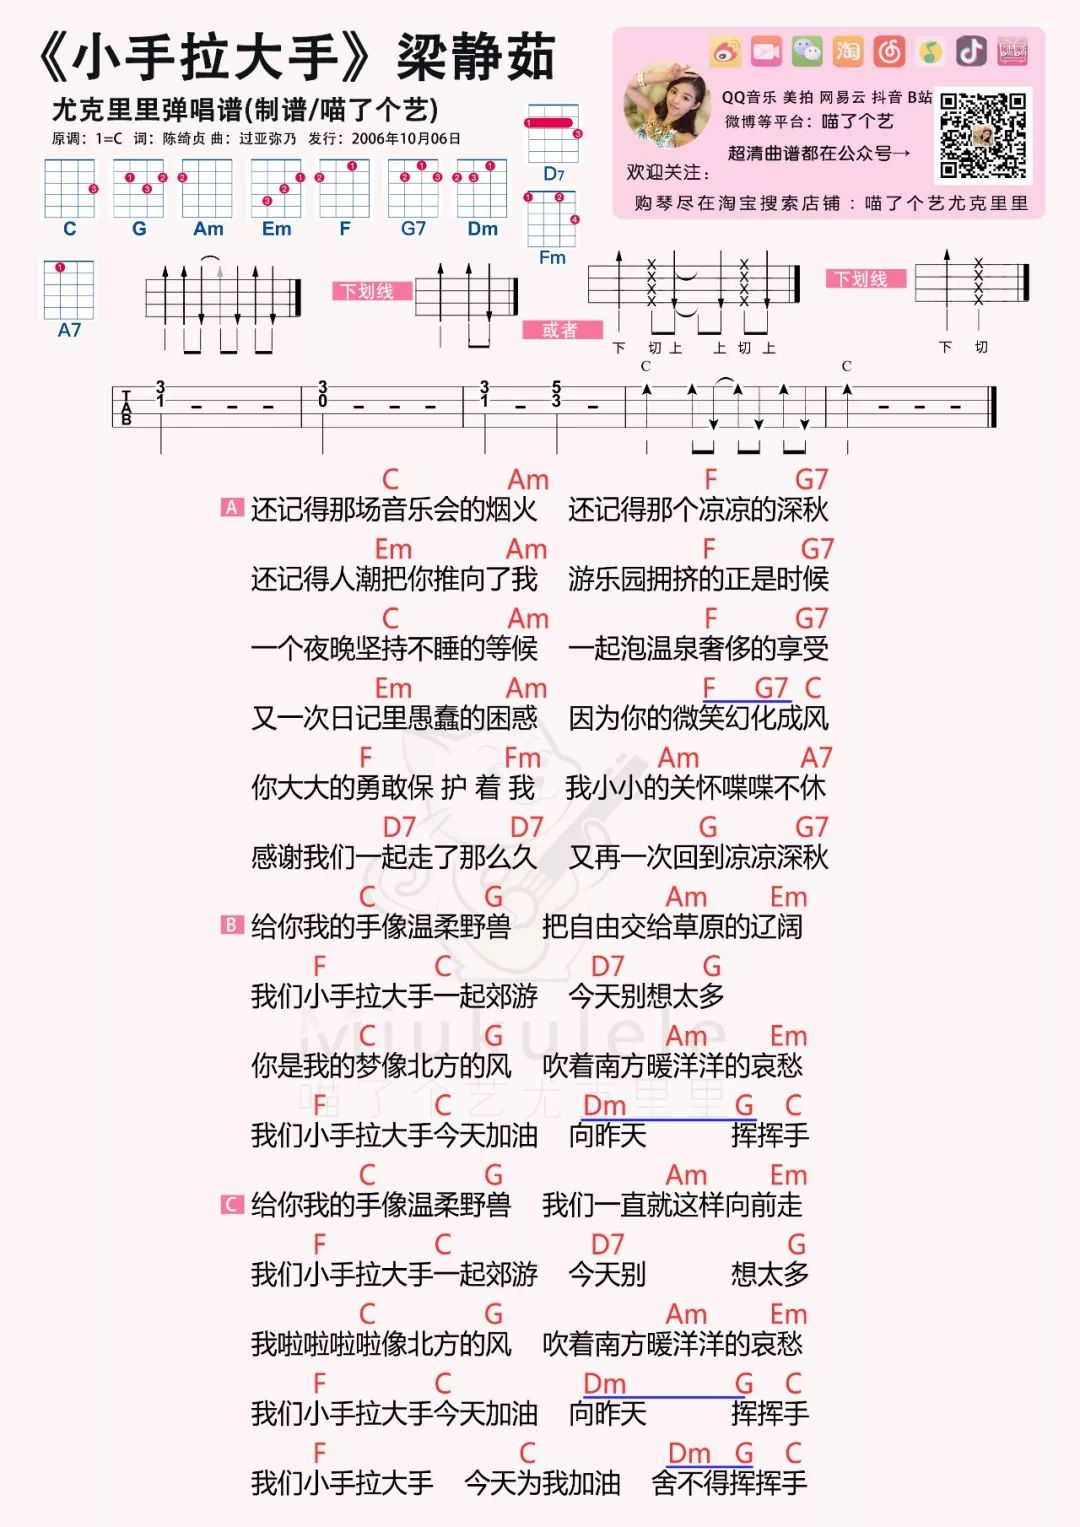 《小手拉大手》梁静茹
尤克里里弹唱谱(制谱/喵了个艺)
原调：1=C 词：陈绮贞 曲：过亚弥乃 发行：2006年10月06日
QQ音乐 美拍 网易云 抖音 B站
微博等平台：喵了个艺
超清曲谱都在公众号→
欢迎关注：
购琴尽在淘宝搜索店铺：喵了个艺尤克里里
C G Am Em F G7 Dm D7
Fm
A7
下划线
或者
下划线
下 切 上 上 切 上
下 切
C C
T 3 3 3 5
A 1 - - - 0 - - - 1 - 3 - - - -
B
C Am F G7
A 还记得那场音乐会的烟火 还记得那个凉凉的深秋
Em Am F G7
还记得人潮把你推向了我 游乐园拥挤的正是时候
C Am F G7
一个夜晚坚持不睡的等候 一起泡温泉奢侈的享受
Em Am F G7 C
又一次日记里愚蠢的困惑 因为你的微笑幻化成风
F Fm Am A7
你大大的勇敢保 护 着 我 我小小的关怀喋喋不休
D7 D7 G G7
感谢我们一起走了那么久 又再一次回到凉凉深秋
C G Am Em
B 给你我的手像温柔野兽 把自由交给草原的辽阔
F C D7 G
我们小手拉大手一起郊游 今天别想太多
Miukulele
C G Am Em
你是我的梦像北方的风 吹着南方暖洋洋的哀愁
喵了个艺尤克里里
F C Dm G C
我们小手拉大手今天加油 向昨天 挥挥手
C G Am Em
C 给你我的手像温柔野兽 我们一直就这样向前走
F C D7 G
我们小手拉大手一起郊游 今天别 想太多
C G Am Em
我啦啦啦啦像北方的风 吹着南方暖洋洋的哀愁
F C Dm G C
我们小手拉大手今天加油 向昨天 挥挥手
F C Dm G C
我们小手拉大手 今天为我加油 舍不得挥挥手